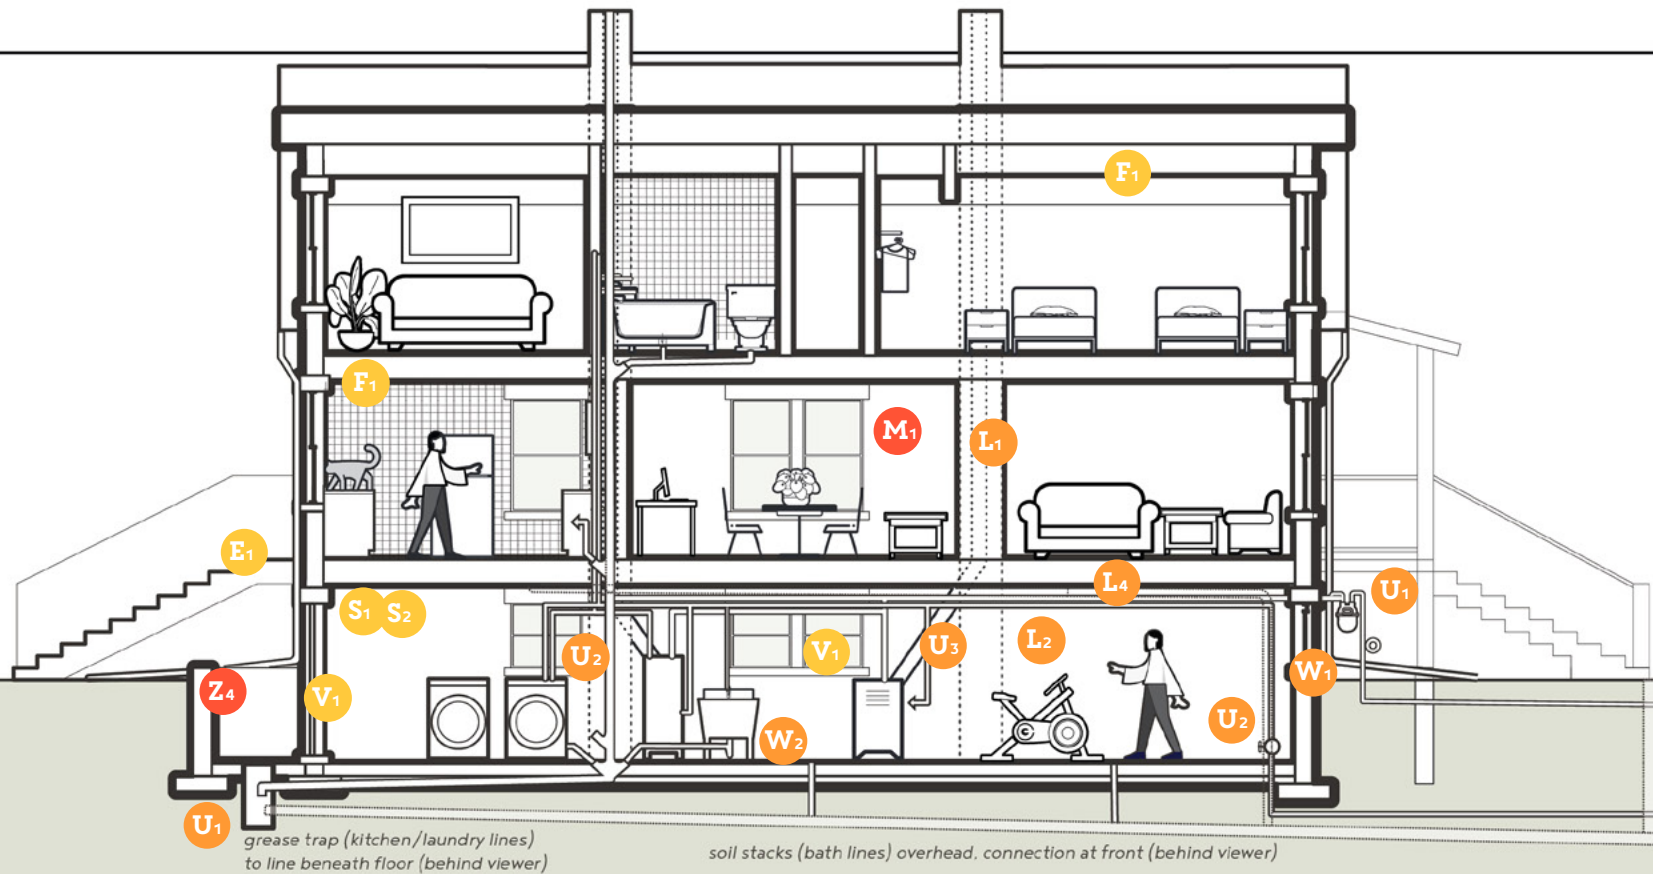 F1
F1
M1
L1
E1
L4
U1
S1
S2
U2
V1
U3
L2
W1
Z4
V1
W2
U2
U1
grease trap (kitchen/laundry lines)
to line beneath floor (behind viewer)
soil stacks (bath lines) overhead. connection at front (behind viewer)